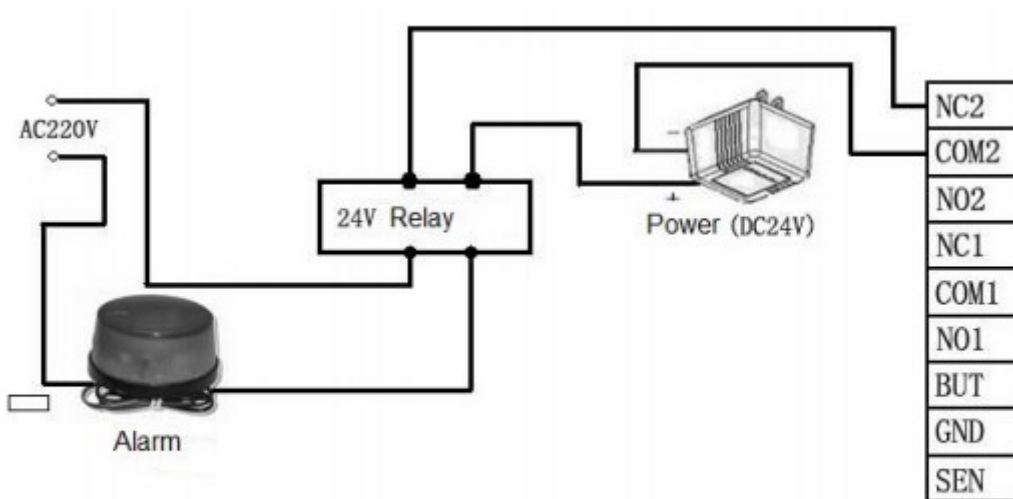 AC220V
24V Relay
Alarm
-
+
Power (DC24V)
NC2
COM2
NO2
NC1
COM1
NO1
BUT
GND
SEN